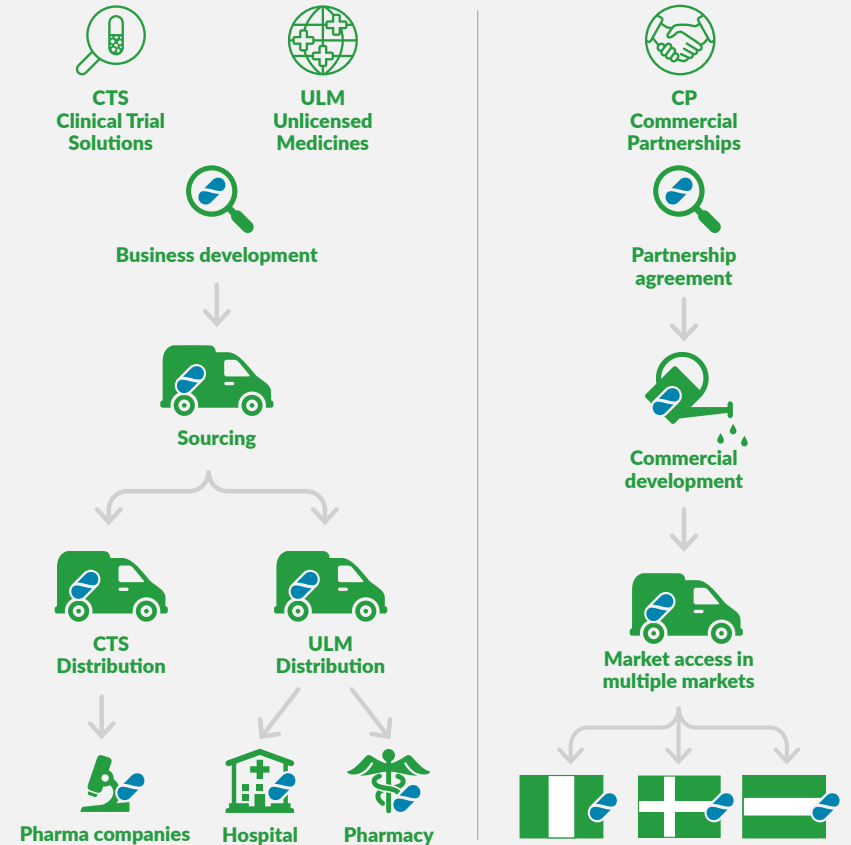 CTS
Clinical Trial
Solutions
ULM
Unlicensed
Medicines
Business development
Sourcing
CTS
Distribution
ULM
Distribution
Pharma companies
Hospital
Pharmacy
CP
Commercial
Partnerships
Partnership
agreement
Commercial
development
Market access in
multiple markets